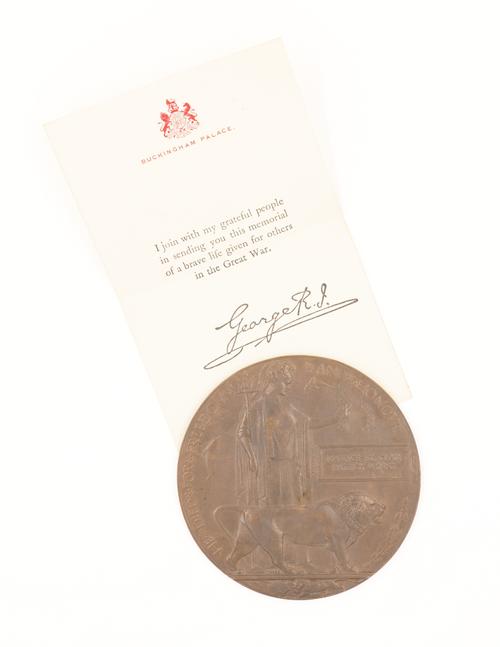 BUCKINGHAM PALACE.
I join with my grateful people
in sending you this memorial
of a brave life given for others
in the Great War.
George R.I.
HE DIED FOR FREEDOM AND HONOUR